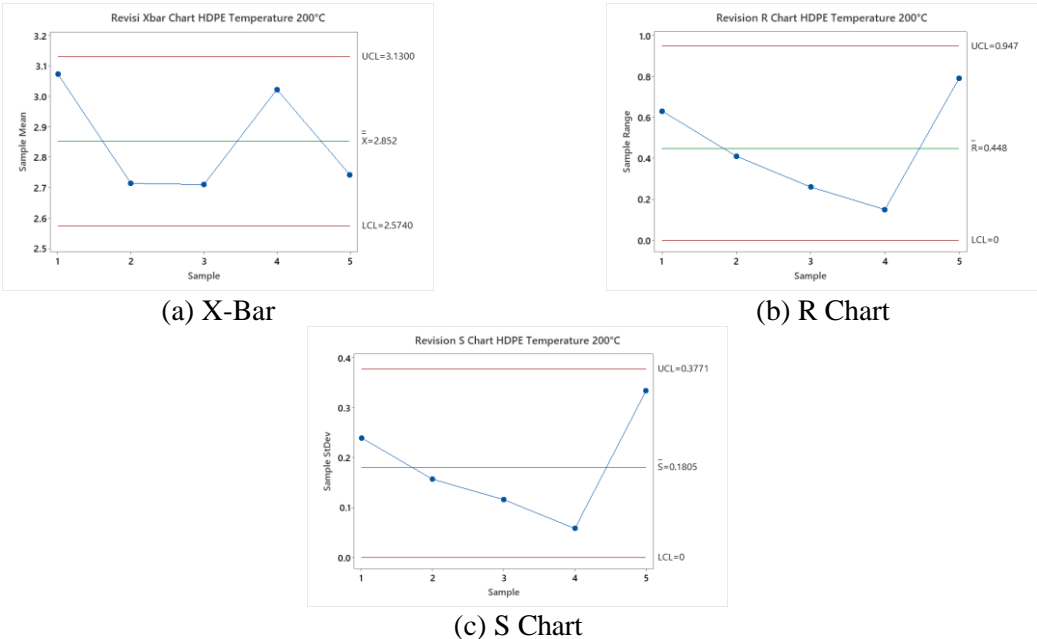 Revisi Xbar Chart HDPE Temperature 200°C
3.2
3.1
3.0
2.9
2.8
2.7
2.6
2.5
Sample Mean
UCL=3.1300
X̿=2.852
LCL=2.5740
1 2 3 4 5
Sample
(a) X-Bar
Revision R Chart HDPE Temperature 200°C
1.0
0.8
0.6
0.4
0.2
0.0
Sample Range
UCL=0.947
R̄=0.448
LCL=0
1 2 3 4 5
Sample
(b) R Chart
Revision S Chart HDPE Temperature 200°C
0.4
0.3
0.2
0.1
0.0
Sample StDev
UCL=0.3771
S̄=0.1805
LCL=0
1 2 3 4 5
Sample
(c) S Chart